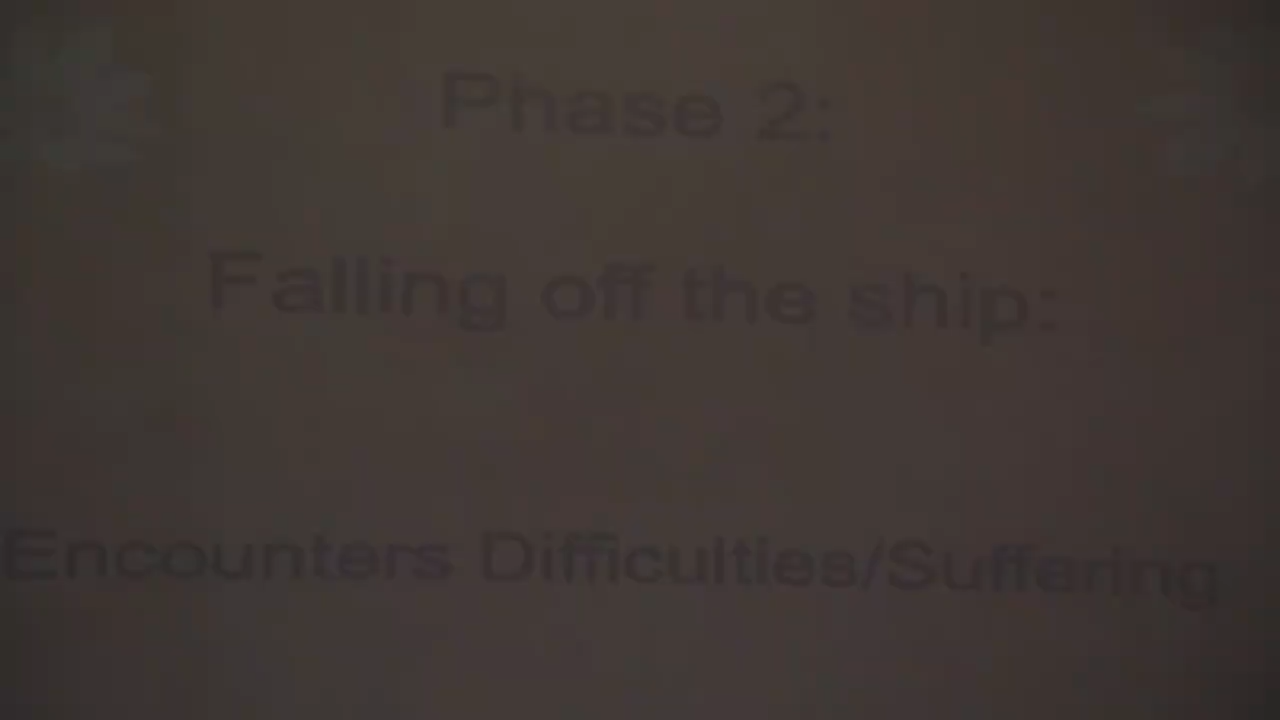 Phase 2:
Falling off the ship:
Encounters Difficulties/Suffering